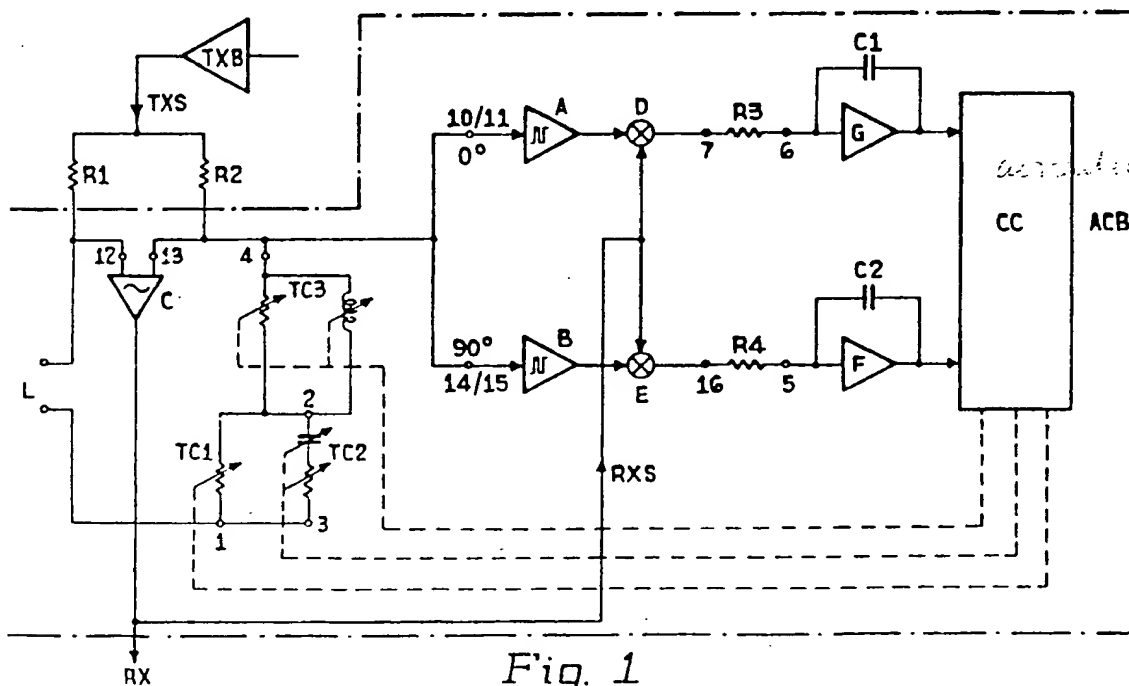 TXB
TXS
R1
R2
12
13
C
4
TC3
L
TC1
2
TC2
1
3
RX
10/11
0°
A
D
7
R3
6
C1
G
90°
14/15
B
E
16
R4
5
C2
F
RXS
CC
ACB
Fig. 1